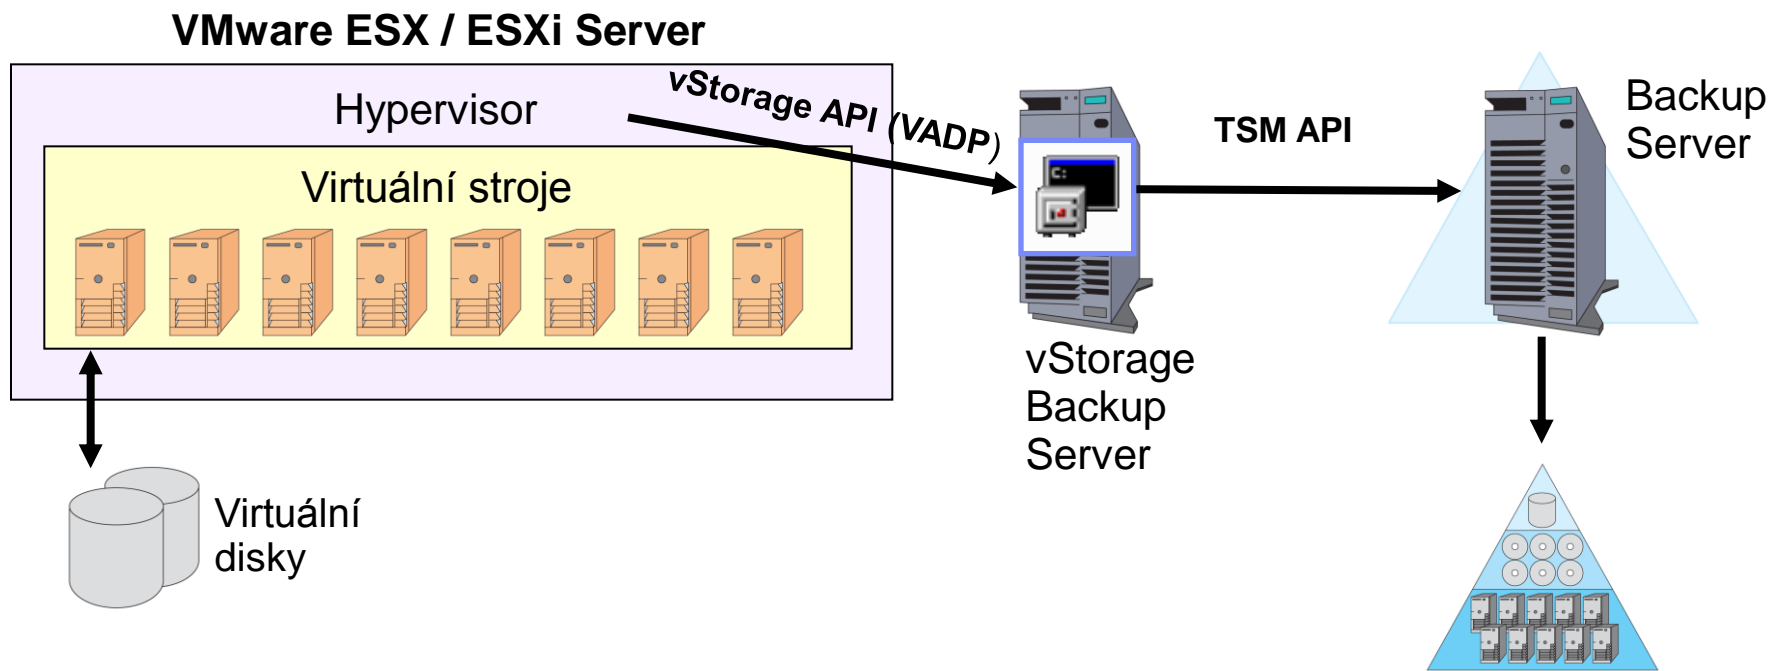 VMware ESX / ESXi Server
Hypervisor
vStorage API (VADP)
Virtuální stroje
TSM API
Backup
Server
C:
vStorage
Backup
Server
Virtuální
disky